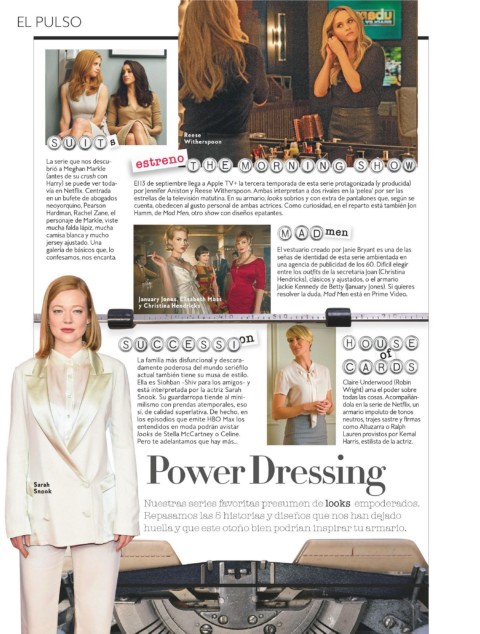 EL PULSO
SUITs
La serie que nos descu-
brió a Meghan Markle
(antes de su crush con
Harry) se puede ver toda-
vía en Netflix. Centrada
en un bufete de abogados
neoyorquino, Pearson
Hardman, Rachel Zane, el
personaje de Markle, viste
mucha falda lápiz, mucha
camisa blanca y mucho
jersey ajustado. Una
galería de básicos que, lo
confesamos, nos encanta.
Reese
Witherspoon
estreno THE MORNING SHOW
El 13 de septiembre llega a Apple TV+ la tercera temporada de esta serie protagonizada (y producida)
por Jennifer Aniston y Reese Witherspoon. Ambas interpretan a dos rivales en la 'pelea' por ser las
estrellas de la televisión matutina. En su armario, looks sobrios y con extra de pantalones que, según se
cuenta, obedecen al gusto personal de ambas actrices. Como curiosidad, en el reparto está también Jon
Hamm, de Mad Men, otro show con diseños epatantes.
January Jones, Elisabeth Moss
y Christina Hendricks
MADmen
El vestuario creado por Janie Bryant es una de las
señas de identidad de esta serie ambientada en
una agencia de publicidad de los 60. Difícil elegir
entre los outfits de la secretaria Joan (Christina
Hendricks), clásicos y ajustados, o el armario
Jackie Kennedy de Betty (January Jones). Si quieres
resolver la duda, Mad Men está en Prime Video.
SUCCESSIon
La familia más disfuncional y descara-
damente poderosa del mundo seriéfilo
actual también tiene su musa de estilo.
Ella es Siohban -Shiv para los amigos- y
está interpretada por la actriz Sarah
Snook. Su guardarropa tiende al mini-
milismo con prendas atemporales, eso
sí, de calidad superlativa. De hecho, en
los episodios que emite HBO Max los
entendidos en moda podrán avistar
looks de Stella McCartney o Celine.
Pero te adelantamos que hay más...
HOUSE
of
CARDS
Claire Underwood (Robin
Wright) ama el poder sobre
todas las cosas. Acompañán-
dola en la serie de Netflix, un
armario impoluto de tonos
neutros, trajes sastre y firmas
como Altuzarra o Ralph
Lauren provistos por Kemal
Harris, estilista de la actriz.
Sarah
Snook
Power Dressing
Nuestras series favoritas presumen de looks empoderados.
Repasamos las 5 historias y diseños que nos han dejado
huella y que este otoño bien podrían inspirar tu armario.